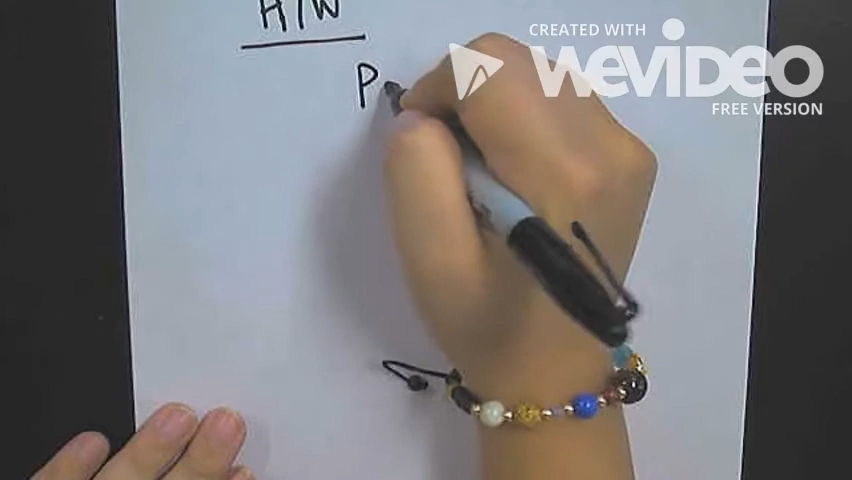 H/W
P
CREATED WITH
WEVIDEO
FREE VERSION